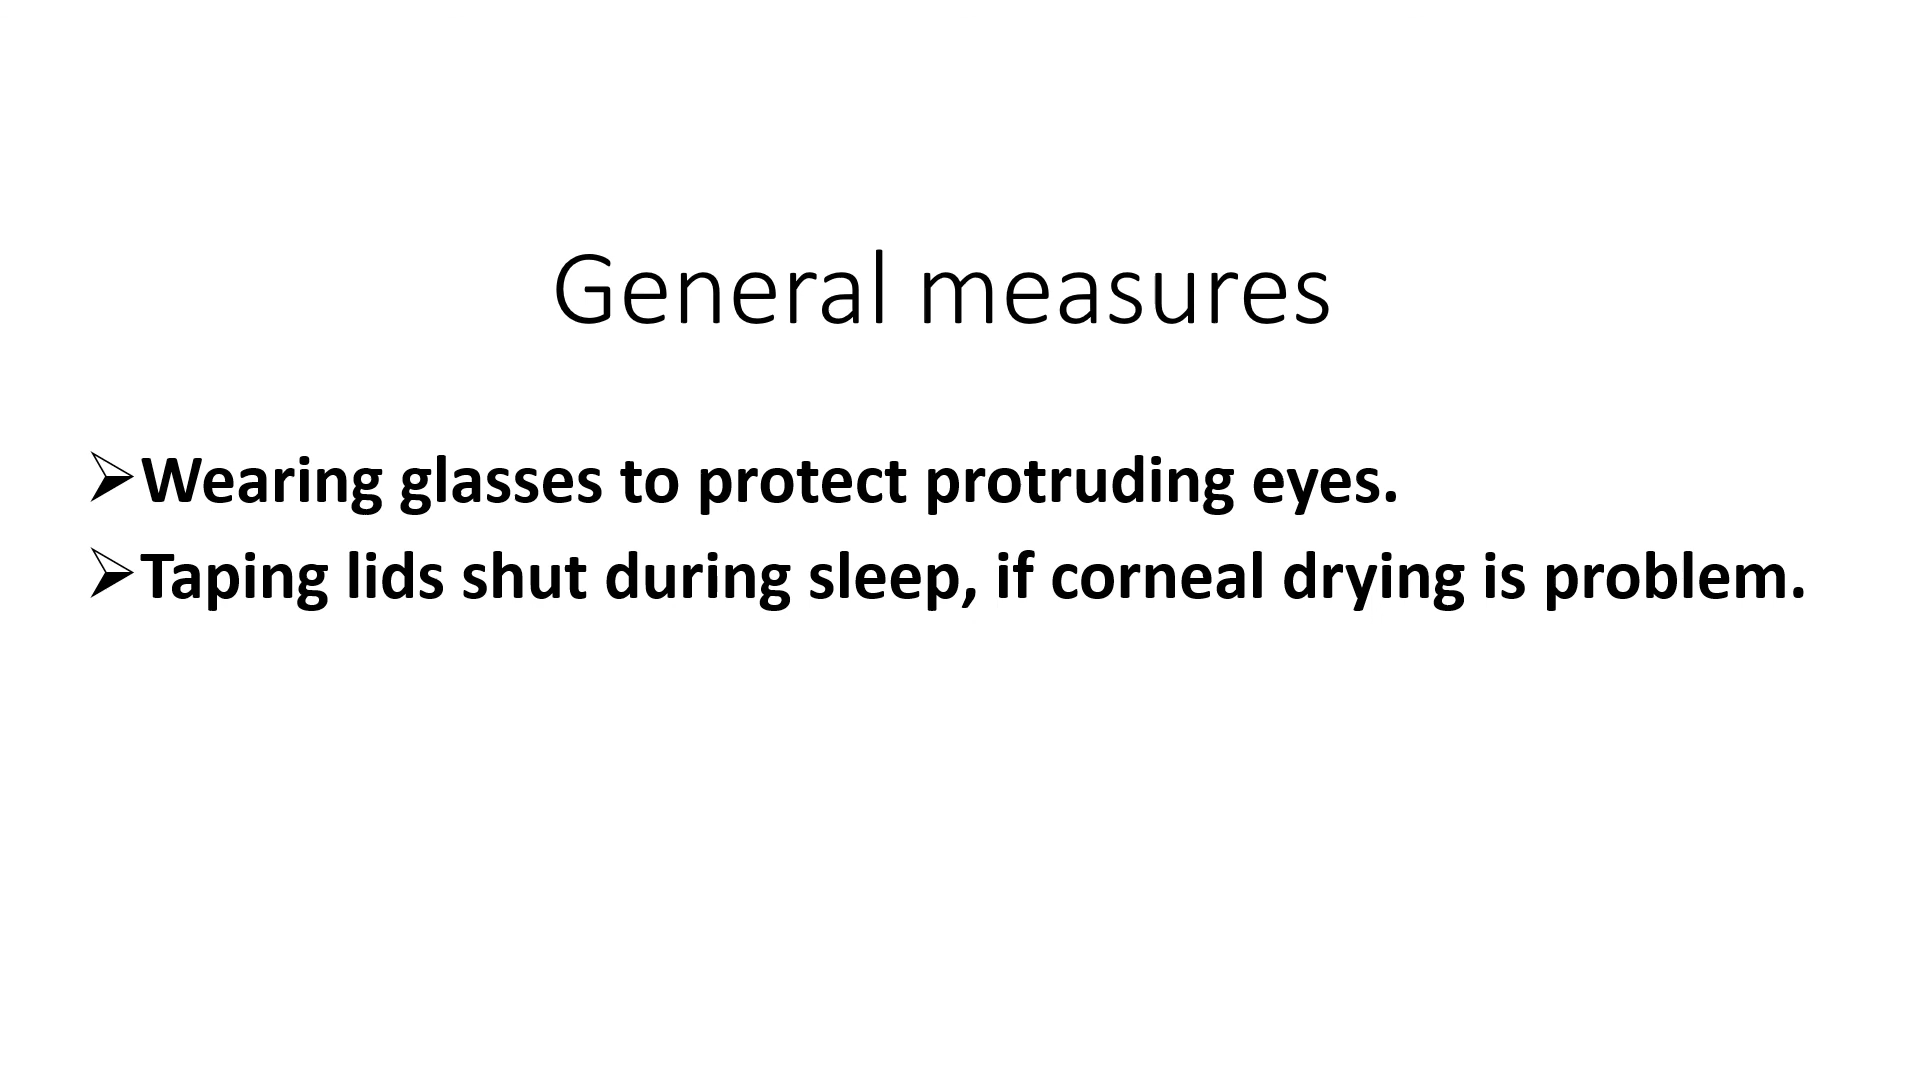 General measures
➢Wearing glasses to protect protruding eyes.
➢Taping lids shut during sleep, if corneal drying is problem.